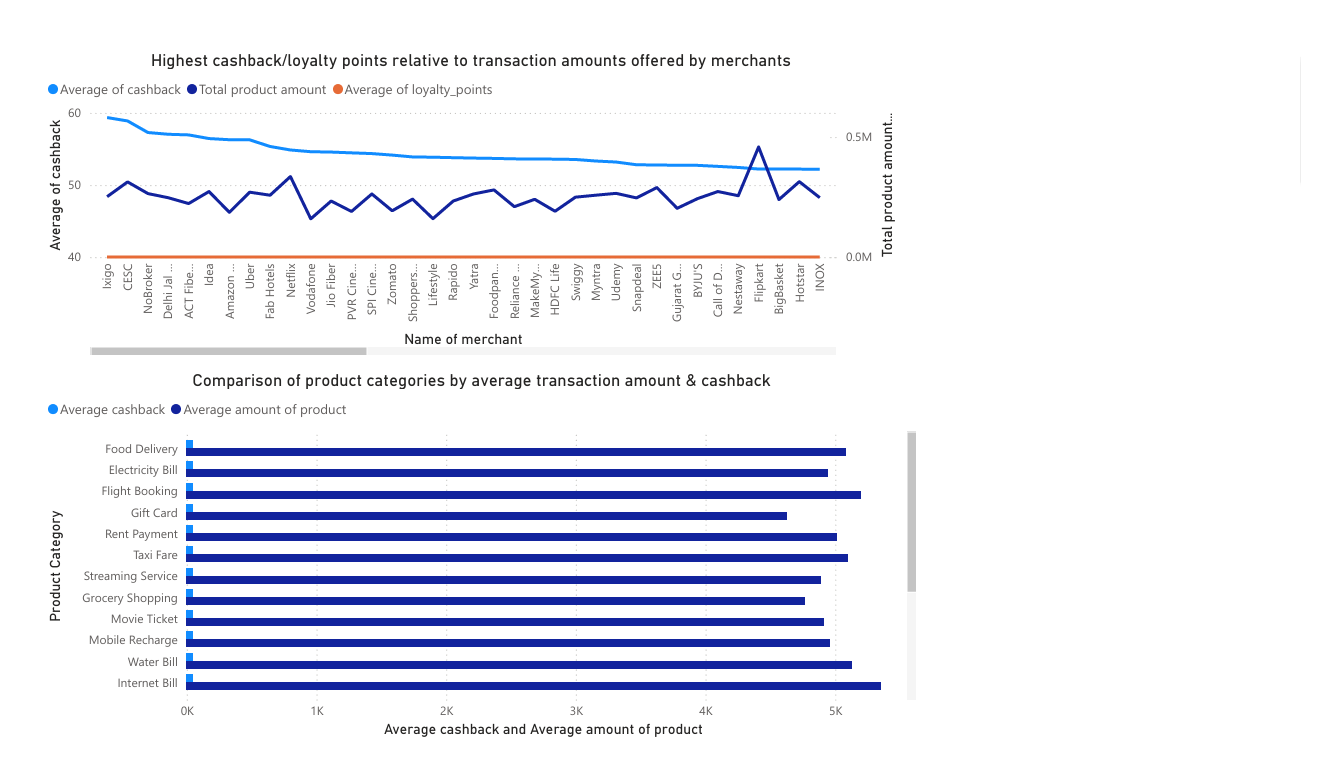 Highest cashback/loyalty points relative to transaction amounts offered by merchants
Average of cashback Total product amount Average of loyalty_points
60
50
40
Average of cashback
0.5M
0.0M
Total product amount...
Ixigo
CESC
NoBroker
Delhi Jal ...
ACT Fibe...
Idea
Amazon ...
Uber
Fab Hotels
Netflix
Vodafone
Jio Fiber
PVR Cine...
SPI Cine...
Zomato
Shoppers...
Lifestyle
Rapido
Yatra
Foodpan...
Reliance ...
MakeMy...
HDFC Life
Swiggy
Myntra
Udemy
Snapdeal
ZEE5
Gujarat G...
BYJU'S
Call of D...
Nestaway
Flipkart
BigBasket
Hotstar
INOX
Name of merchant
Comparison of product categories by average transaction amount & cashback
Average cashback Average amount of product
Product Category
Food Delivery
Electricity Bill
Flight Booking
Gift Card
Rent Payment
Taxi Fare
Streaming Service
Grocery Shopping
Movie Ticket
Mobile Recharge
Water Bill
Internet Bill
0K 1K 2K 3K 4K 5K
Average cashback and Average amount of product